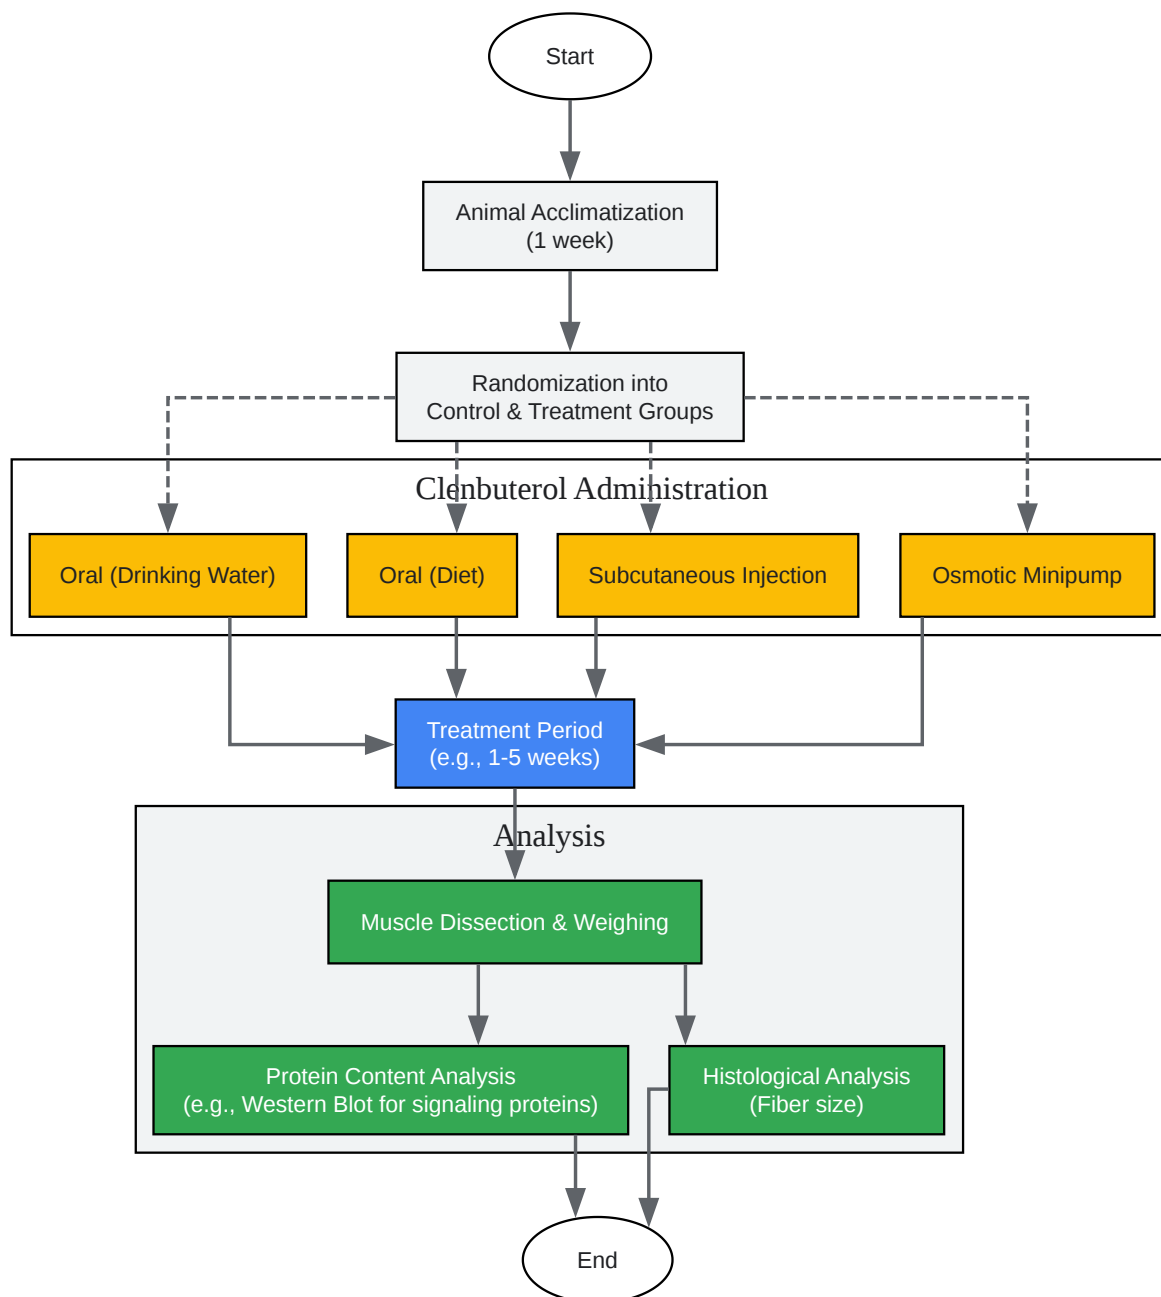 Start
Animal Acclimatization
(1 week)
Randomization into
Control & Treatment Groups
Clenbuterol Administration
Oral (Drinking Water)
Oral (Diet)
Subcutaneous Injection
Osmotic Minipump
Treatment Period
(e.g., 1-5 weeks)
Analysis
Muscle Dissection & Weighing
Protein Content Analysis
(e.g., Western Blot for signaling proteins)
Histological Analysis
(Fiber size)
End